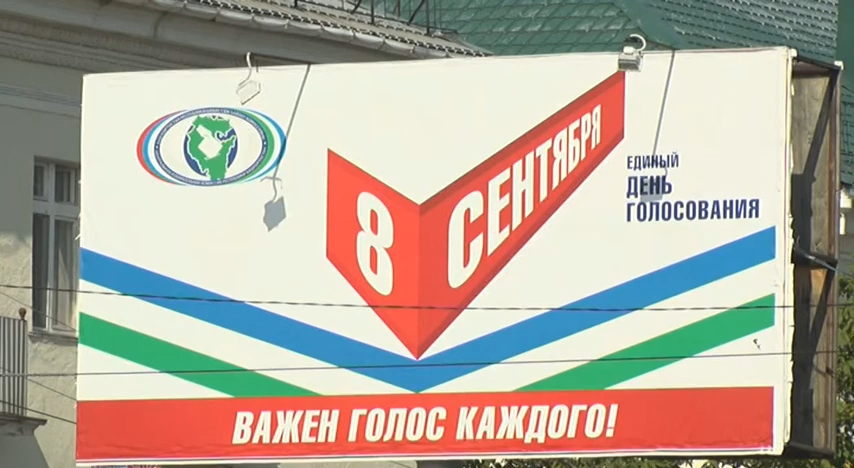 8 СЕНТЯБРЯ
ЕДИНЫЙ
ДЕНЬ
ГОЛОСОВАНИЯ
ВАЖЕН ГОЛОС КАЖДОГО!